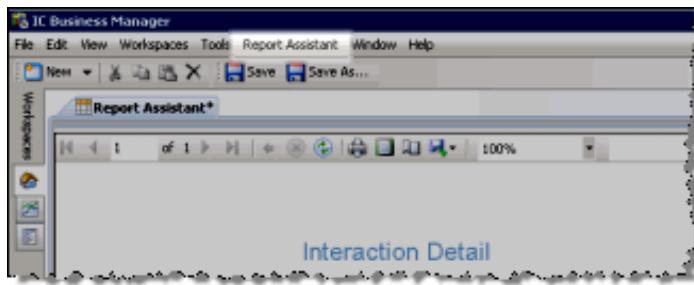 IC Business Manager
File Edit View Workspaces Tools Report Assistant Window Help
New Save Save As...
Workspaces
Report Assistant*
1 of 1 100%
Interaction Detail